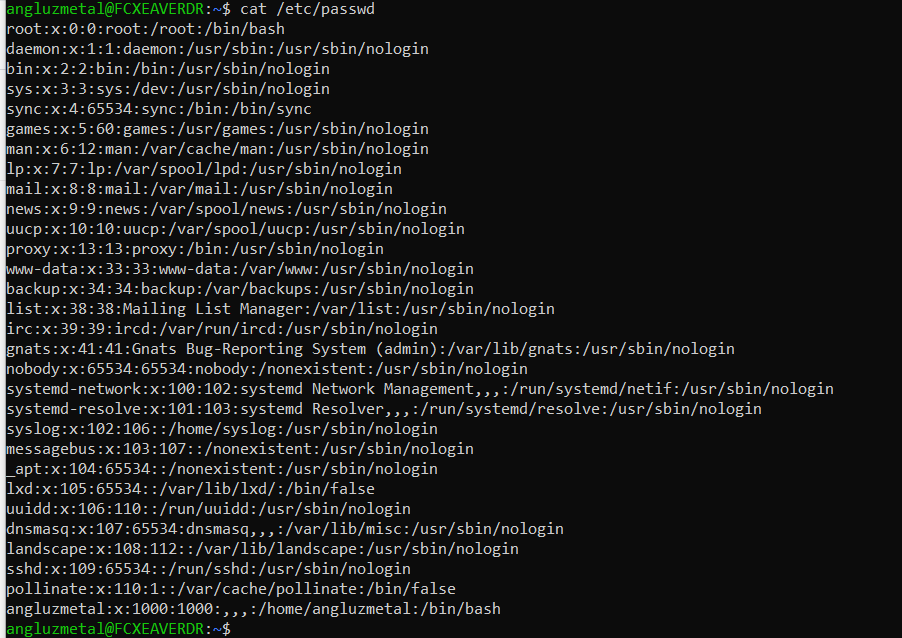 angluzmetal@FCXEAVERDR:~$ cat /etc/passwd
root:x:0:0:root:/root:/bin/bash
daemon:x:1:1:daemon:/usr/sbin:/usr/sbin/nologin
bin:x:2:2:bin:/bin:/usr/sbin/nologin
sys:x:3:3:sys:/dev:/usr/sbin/nologin
sync:x:4:65534:sync:/bin:/bin/sync
games:x:5:60:games:/usr/games:/usr/sbin/nologin
man:x:6:12:man:/var/cache/man:/usr/sbin/nologin
lp:x:7:7:lp:/var/spool/lpd:/usr/sbin/nologin
mail:x:8:8:mail:/var/mail:/usr/sbin/nologin
news:x:9:9:news:/var/spool/news:/usr/sbin/nologin
uucp:x:10:10:uucp:/var/spool/uucp:/usr/sbin/nologin
proxy:x:13:13:proxy:/bin:/usr/sbin/nologin
www-data:x:33:33:www-data:/var/www:/usr/sbin/nologin
backup:x:34:34:backup:/var/backups:/usr/sbin/nologin
list:x:38:38:Mailing List Manager:/var/list:/usr/sbin/nologin
irc:x:39:39:ircd:/var/run/ircd:/usr/sbin/nologin
gnats:x:41:41:Gnats Bug-Reporting System (admin):/var/lib/gnats:/usr/sbin/nologin
nobody:x:65534:65534:nobody:/nonexistent:/usr/sbin/nologin
systemd-network:x:100:102:systemd Network Management,,,:/run/systemd/netif:/usr/sbin/nologin
systemd-resolve:x:101:103:systemd Resolver,,,:/run/systemd/resolve:/usr/sbin/nologin
syslog:x:102:106::/home/syslog:/usr/sbin/nologin
messagebus:x:103:107::/nonexistent:/usr/sbin/nologin
_apt:x:104:65534::/nonexistent:/usr/sbin/nologin
lxd:x:105:65534::/var/lib/lxd/:/bin/false
uuidd:x:106:110::/run/uuidd:/usr/sbin/nologin
dnsmasq:x:107:65534:dnsmasq,,,:/var/lib/misc:/usr/sbin/nologin
landscape:x:108:112::/var/lib/landscape:/usr/sbin/nologin
sshd:x:109:65534::/run/sshd:/usr/sbin/nologin
pollinate:x:110:1::/var/cache/pollinate:/bin/false
angluzmetal:x:1000:1000:,,,:/home/angluzmetal:/bin/bash
angluzmetal@FCXEAVERDR:~$